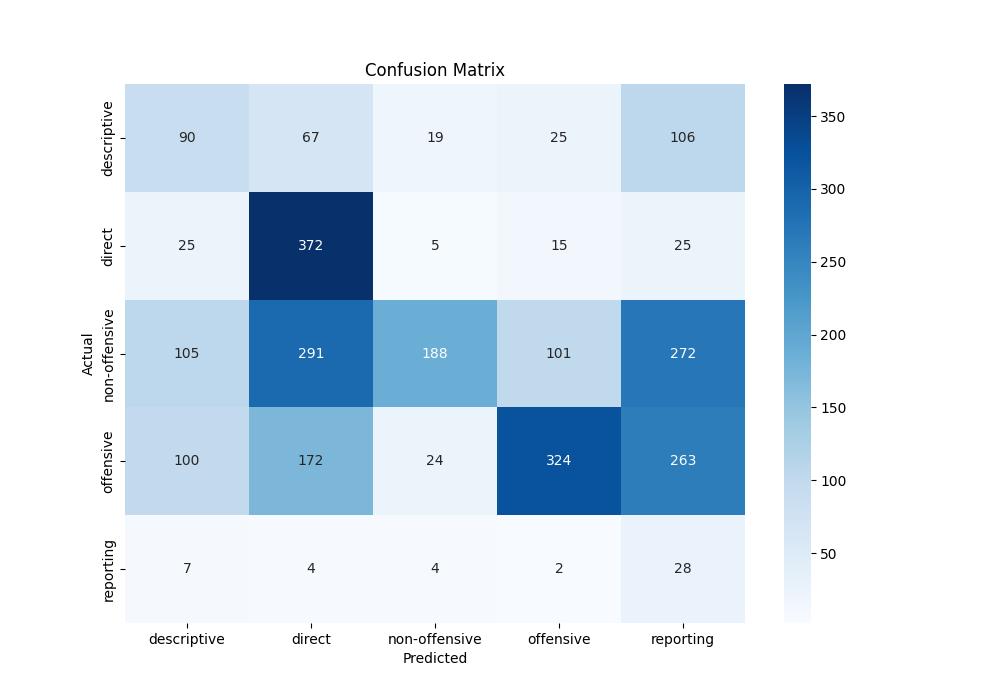 Confusion Matrix
Actual
descriptive 90 67 19 25 106
direct 25 372 5 15 25
non-offensive 105 291 188 101 272
offensive 100 172 24 324 263
reporting 7 4 4 2 28
descriptive direct non-offensive offensive reporting
Predicted
350
300
250
200
150
100
50